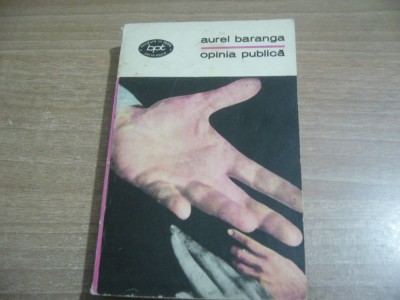 aurel baranga
opinia publică
bpt